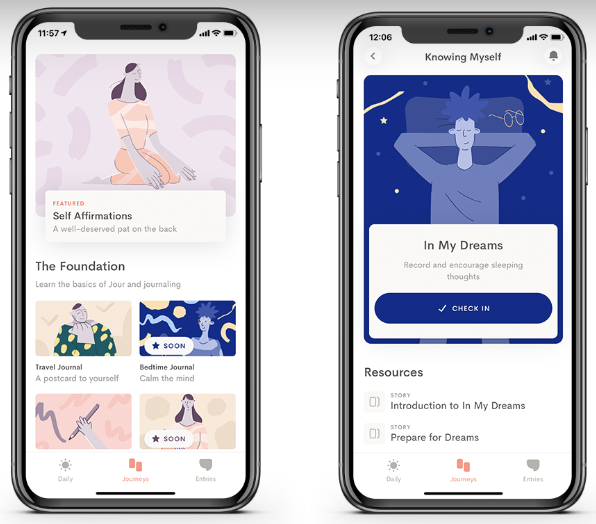 11:57
FEATURED
Self Affirmations
A well-deserved pat on the back
The Foundation
Learn the basics of Jour and journaling
SOON
Travel Journal
A postcard to yourself
Bedtime Journal
Calm the mind
SOON
Daily
Journeys
Entries
12:06
Knowing Myself
In My Dreams
Record and encourage sleeping
thoughts
CHECK IN
Resources
STORY
Introduction to In My Dreams
STORY
Prepare for Dreams
Daily
Journeys
Entries